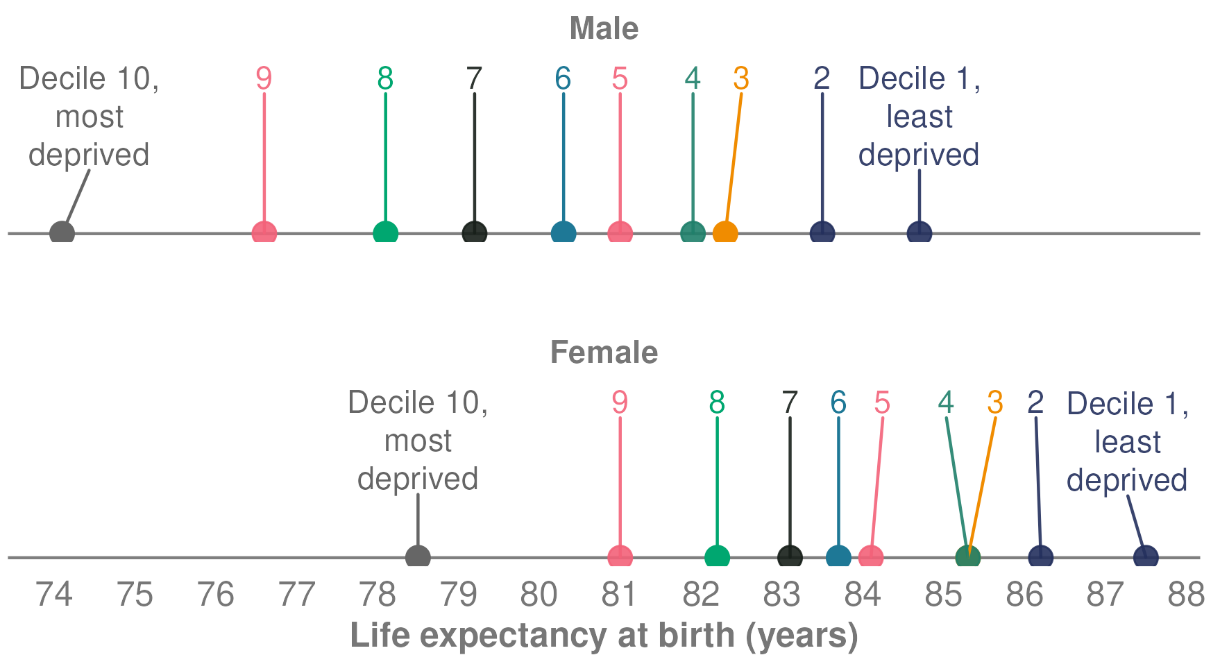 Male
Decile 10,
most
deprived
9
8
7
6
5
4
3
2
Decile 1,
least
deprived
Female
Decile 10,
most
deprived
9
8
7
6
5
4
3
2
Decile 1,
least
deprived
74 75 76 77 78 79 80 81 82 83 84 85 86 87 88
Life expectancy at birth (years)